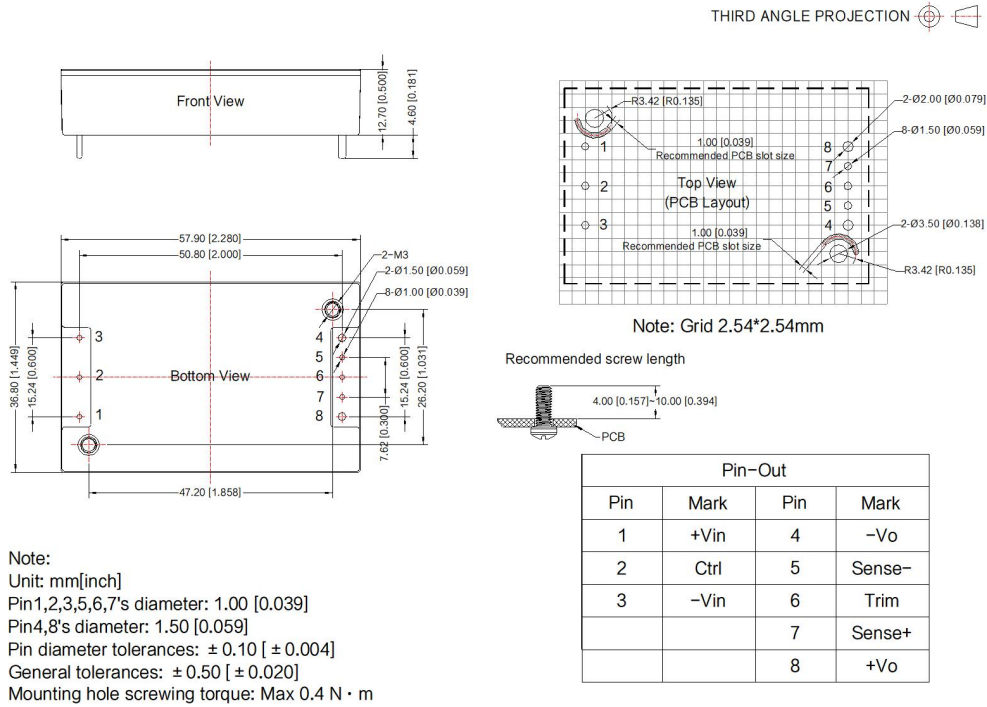 THIRD ANGLE PROJECTION
Front View
12.70 [0.500]
4.60 [0.181]
R3.42 [R0.135]
2-Ø2.00 [Ø0.079]
8-Ø1.50 [Ø0.059]
1.00 [0.039]
Recommended PCB slot size
1
2
3
8
7
6
5
4
Top View
(PCB Layout)
1.00 [0.039]
Recommended PCB slot size
2-Ø3.50 [Ø0.138]
R3.42 [R0.135]
Note: Grid 2.54*2.54mm
57.90 [2.280]
50.80 [2.000]
2-M3
2-Ø1.50 [Ø0.059]
8-Ø1.00 [Ø0.039]
36.80 [1.449]
15.24 [0.600]
3
2
1
Bottom View
4
5
6
7
8
7.62 [0.300]
15.24 [0.600]
26.20 [1.031]
47.20 [1.858]
Recommended screw length
4.00 [0.157]~10.00 [0.394]
PCB
Pin-Out
Pin Mark Pin Mark
1 +Vin 4 -Vo
2 Ctrl 5 Sense-
3 -Vin 6 Trim
7 Sense+
8 +Vo
Note:
Unit: mm[inch]
Pin1,2,3,5,6,7's diameter: 1.00 [0.039]
Pin4,8's diameter: 1.50 [0.059]
Pin diameter tolerances: ±0.10 [±0.004]
General tolerances: ±0.50 [±0.020]
Mounting hole screwing torque: Max 0.4 N·m